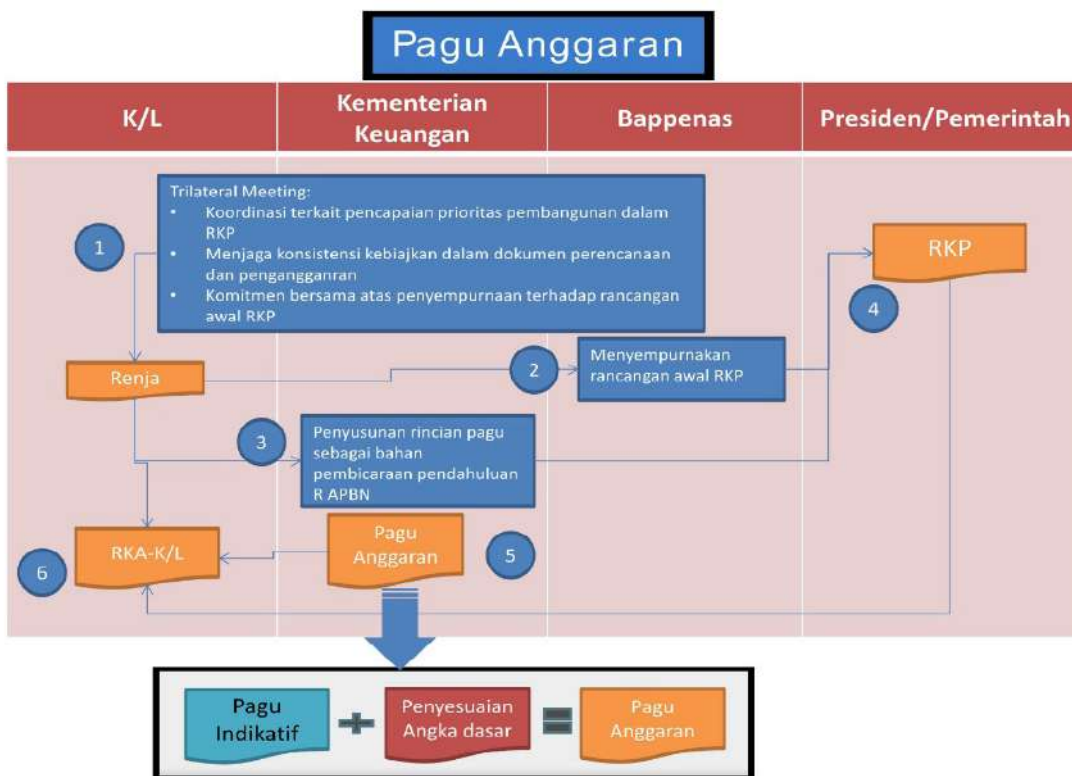 Pagu Anggaran
K/L
Kementerian
Keuangan
Bappenas
Presiden/Pemerintah
Trilateral Meeting:
• Koordinasi terkait pencapaian prioritas pembangunan dalam
RKP
• Menjaga konsistensi kebiajkan dalam dokumen perencanaan
dan pengangganran
• Komitmen bersama atas penyempurnaan terhadap rancangan
awal RKP
1
RKP
4
Renja
2
Menyempurnakan
rancangan awal RKP
3
Penyusunan rincian pagu
sebagai bahan
pembicaraan pendahuluan
R APBN
RKA-K/L
6
Pagu
Anggaran
5
Pagu
Indikatif
+
Penyesuaian
Angka dasar
=
Pagu
Anggaran